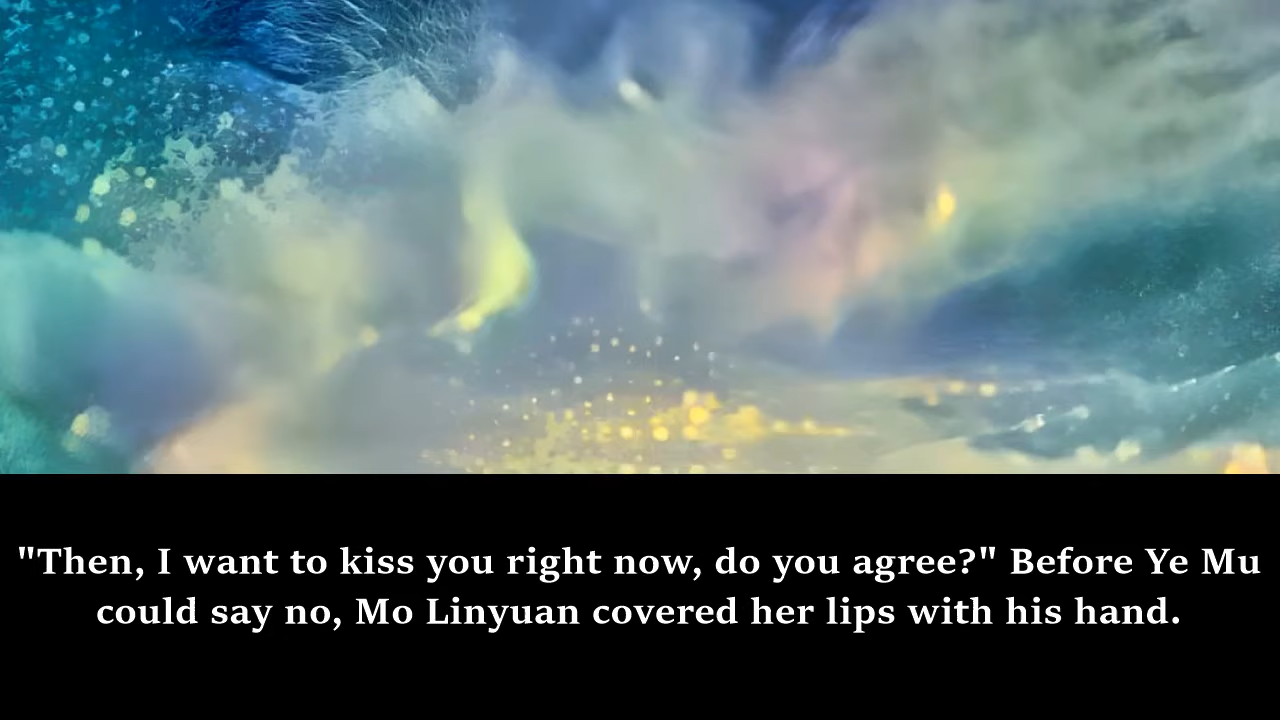 "Then, I want to kiss you right now, do you agree?" Before Ye Mu
could say no, Mo Linyuan covered her lips with his hand.